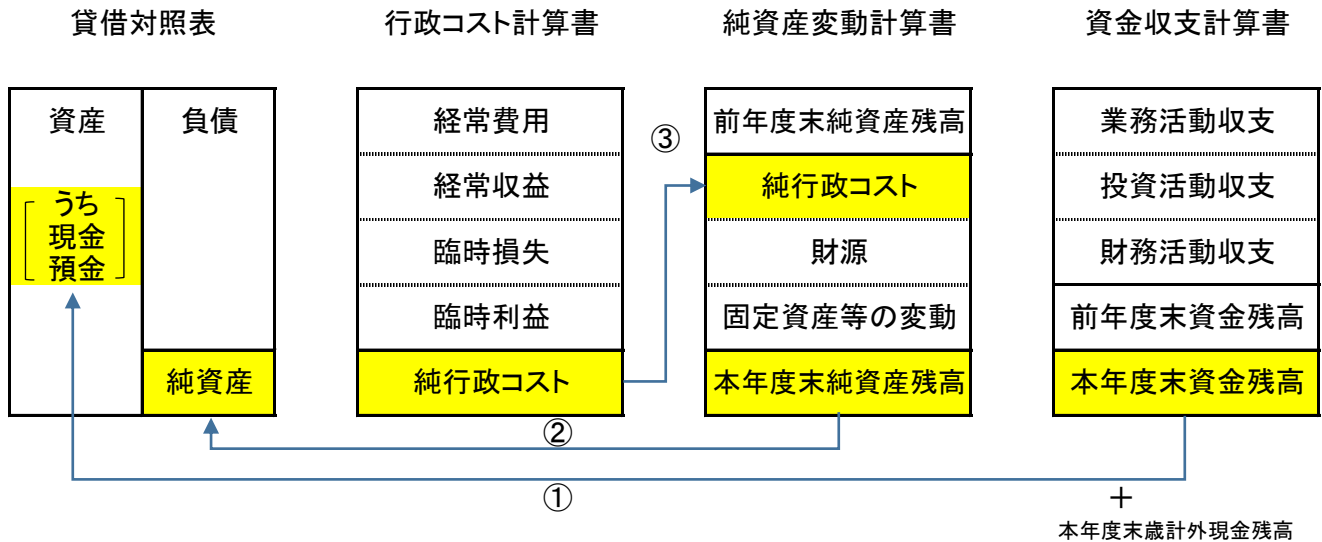 貸借対照表
行政コスト計算書
純資産変動計算書
資金収支計算書
資産
負債
うち
現金
預金
純資産
経常費用
経常収益
臨時損失
臨時利益
純行政コスト
③
前年度末純資産残高
純行政コスト
財源
固定資産等の変動
本年度末純資産残高
業務活動収支
投資活動収支
財務活動収支
前年度末資金残高
本年度末資金残高
②
①
＋
本年度末歳計外現金残高